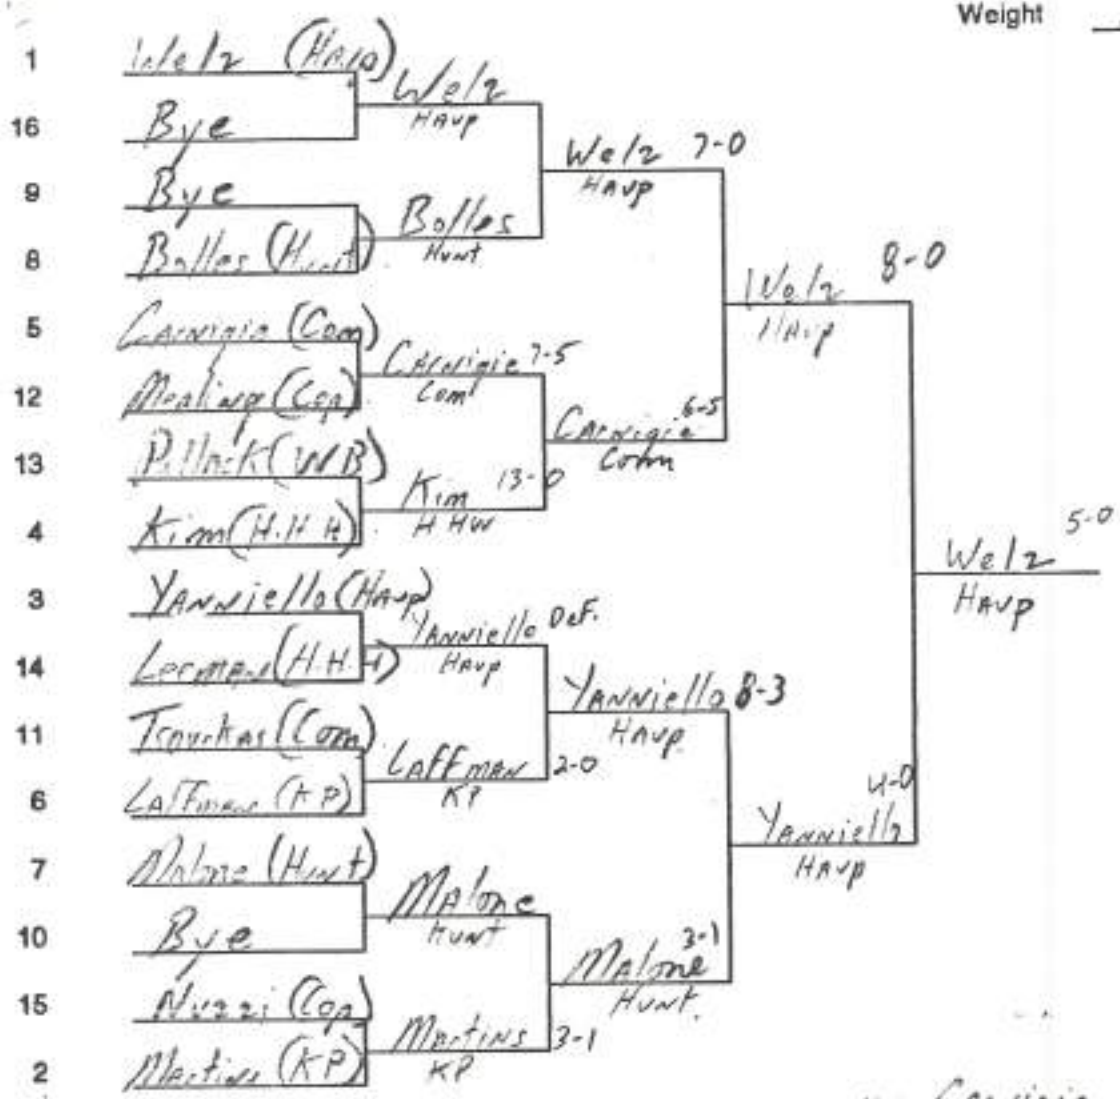 Weight
1 Welz (Haup)
16 Bye
9 Bye
8 Bolles (Hunt)
5 Carnigie (Com)
12 (Cop)
13 Pollack (WB)
4 Kim (H.H.H)
3 Yanniello (Haup)
14 Lerman (H.H.H)
11 (Com)
6 Laffman (KP)
7 Malone (Hunt)
10 Bye
15 Nuzzi (Cop)
2 Martins (KP)
Welz
Haup
Bolles
Hunt
Carnigie 7-5
Com
Kim 13-0
H HW
Yanniello Def.
Haup
Laffman 2-0
KP
Malone
Hunt
Martins 3-1
KP
Welz 7-0
Haup
Carnigie 6-5
Comm
Yanniello 8-3
Haup
Malone 3-1
Hunt.
Welz 8-0
Haup
Yanniello 4-0
Haup
Welz 5-0
Haup